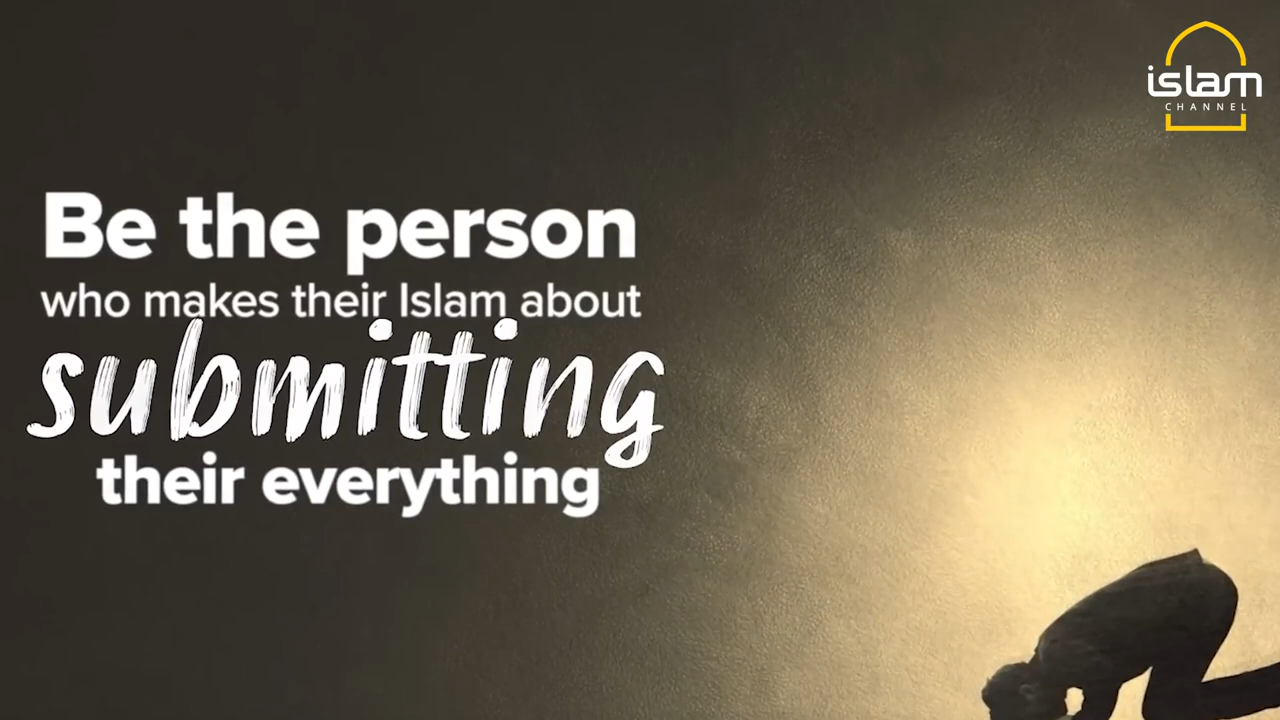 islam
CHANNEL
Be the person
who makes their Islam about
submitting
their everything